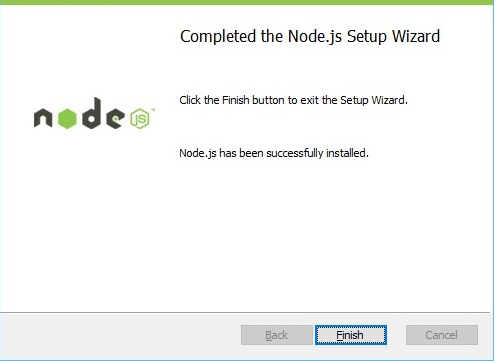 Completed the Node.js Setup Wizard
node JS™
Click the Finish button to exit the Setup Wizard.
Node.js has been successfully installed.
Back
Finish
Cancel